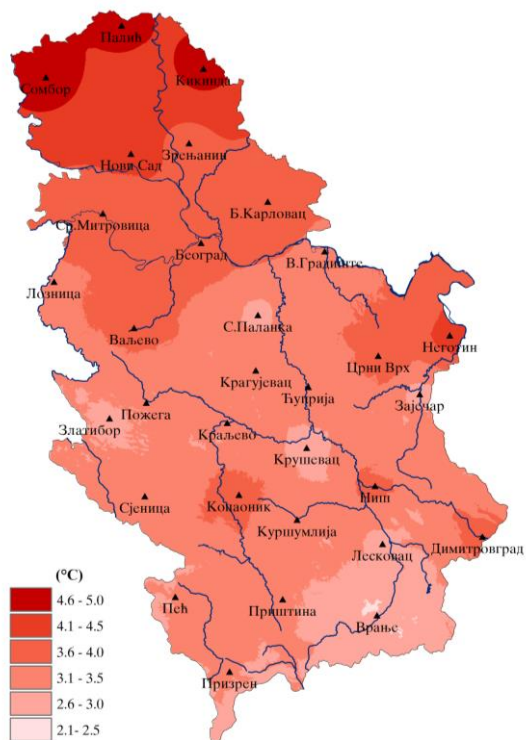 Палић
Сомбор
Кикинда
Зрењанин
Нови Сад
Б.Карловац
Ср.Митровица
Београд
В.Градиште
Лозница
С.Паланка
Ваљево
Неготин
Црни Врх
Крагујевац
Ћуприја
Зајечар
Пожега
Златибор
Краљево
Крушевац
Ниш
Сјеница
Копаоник
Куршумлија
Димитровград
Лесковац
(°C)
4.6 - 5.0
4.1 - 4.5
3.6 - 4.0
3.1 - 3.5
2.6 - 3.0
2.1- 2.5
Пећ
Приштина
Врање
Призрен